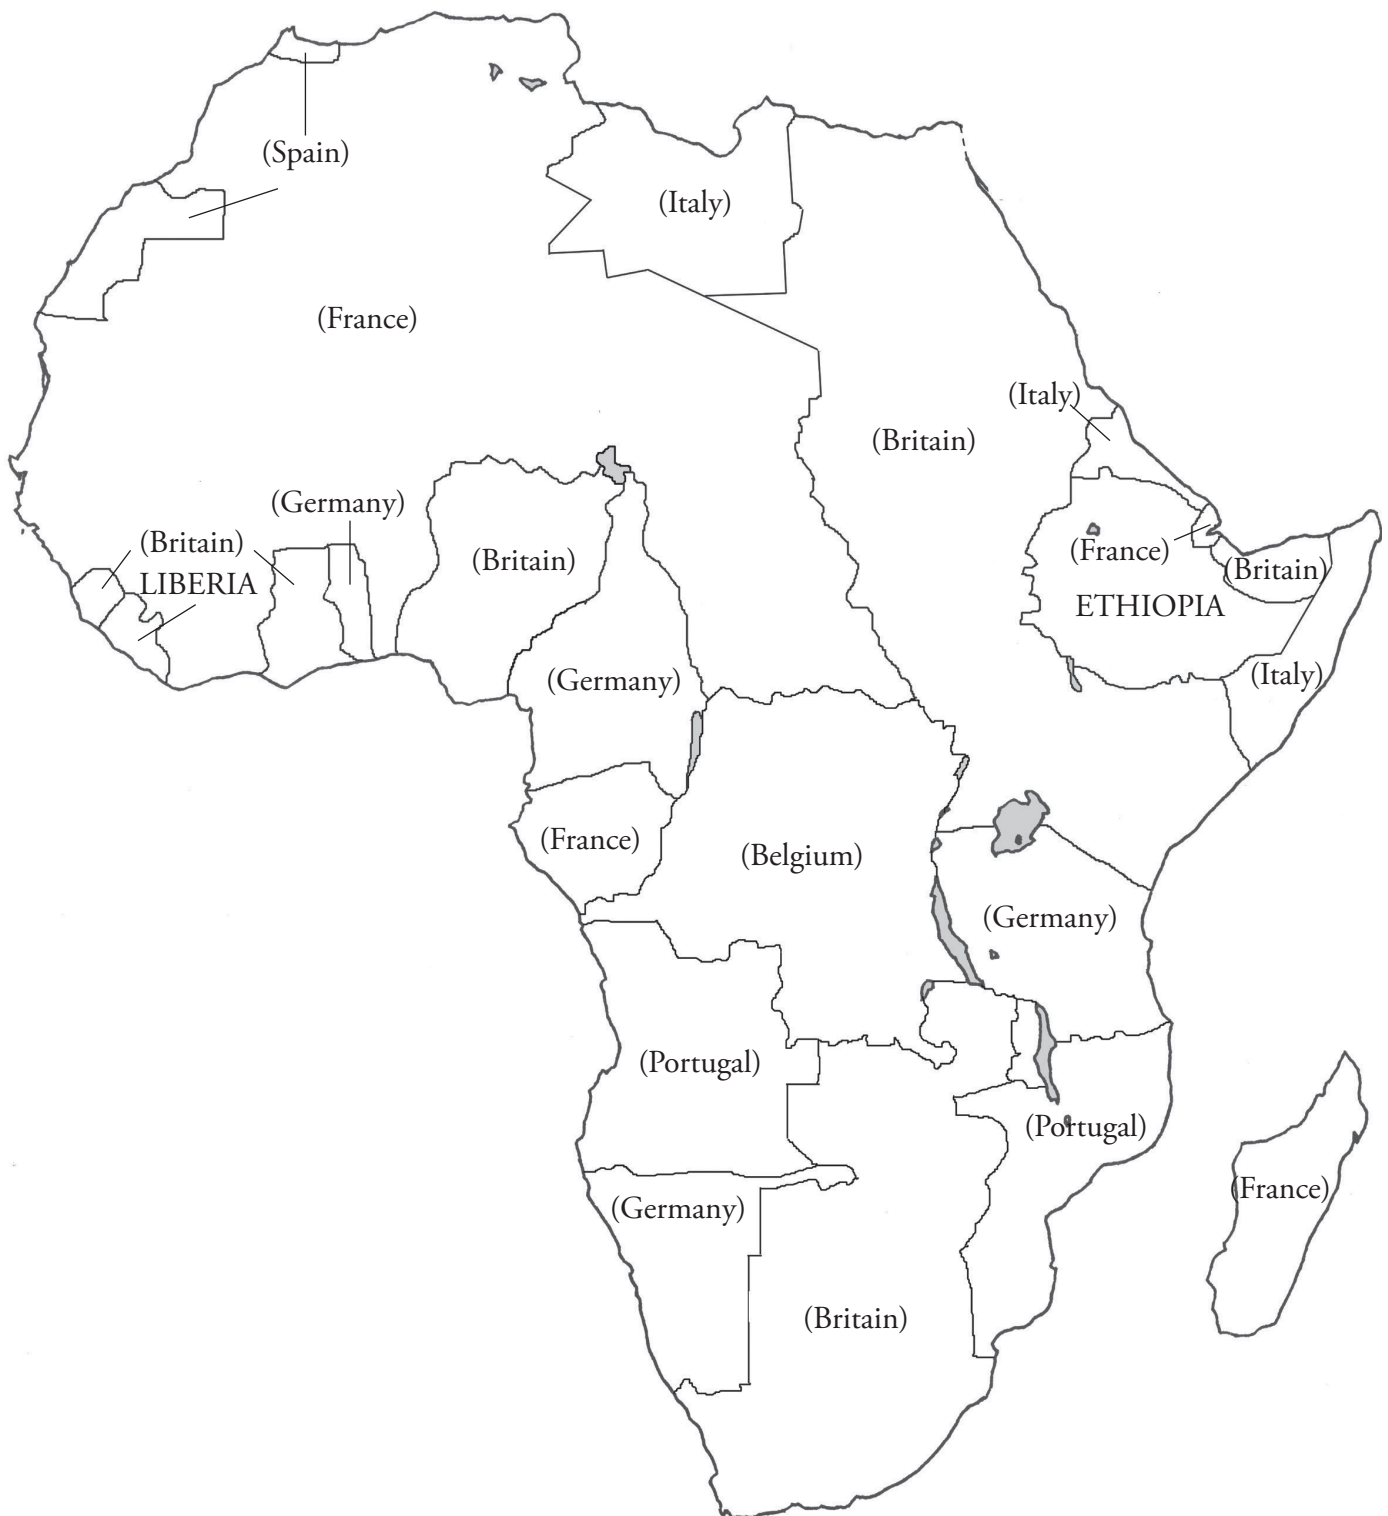 (Spain)
(Italy)
(France)
(Italy)
(Britain)
(Germany)
(Britain)
(Britain)
(France)
(Britain)
LIBERIA
ETHIOPIA
(Germany)
(Italy)
(France)
(Belgium)
(Germany)
(Portugal)
(Portugal)
(Germany)
(France)
(Britain)